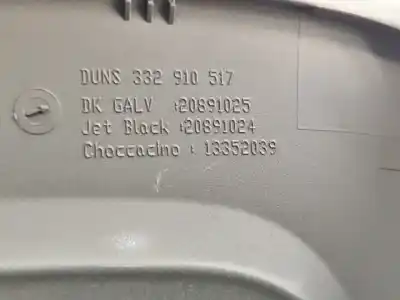 DUNS 332 910 517
DK GALV :20891025
Jet Black :20891024
Choccacino : 13352039